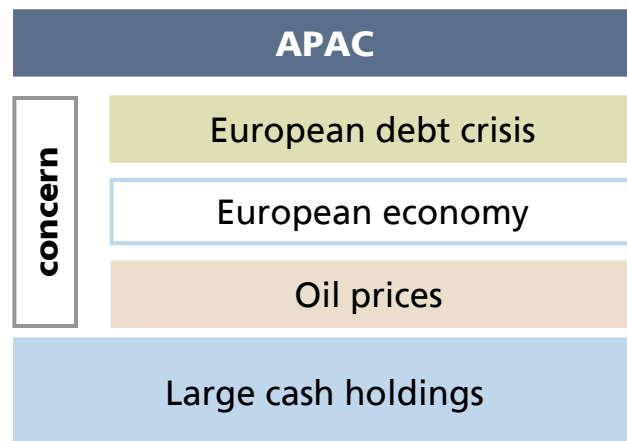 APAC
concern
European debt crisis
European economy
Oil prices
Large cash holdings